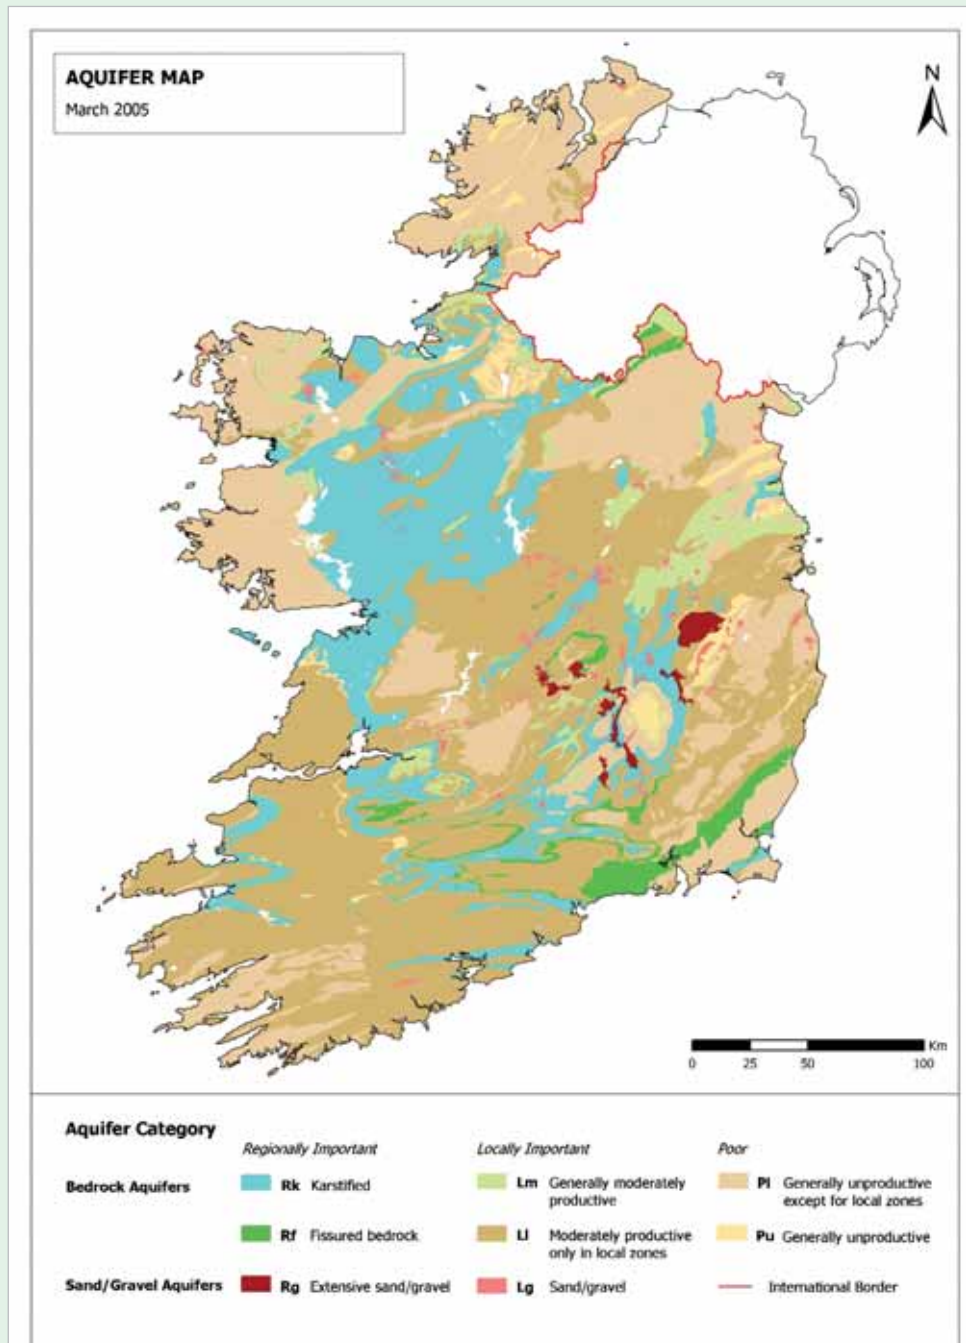 AQUIFER MAP
March 2005
N
Km
0 25 50 100
Aquifer Category
Regionally Important
Locally Important
Poor
Bedrock Aquifers
Rk Karstified
Lm Generally moderately
productive
Pl Generally unproductive
except for local zones
Rf Fissured bedrock
Ll Moderately productive
only in local zones
Pu Generally unproductive
Sand/Gravel Aquifers
Rg Extensive sand/gravel
Lg Sand/gravel
International Border